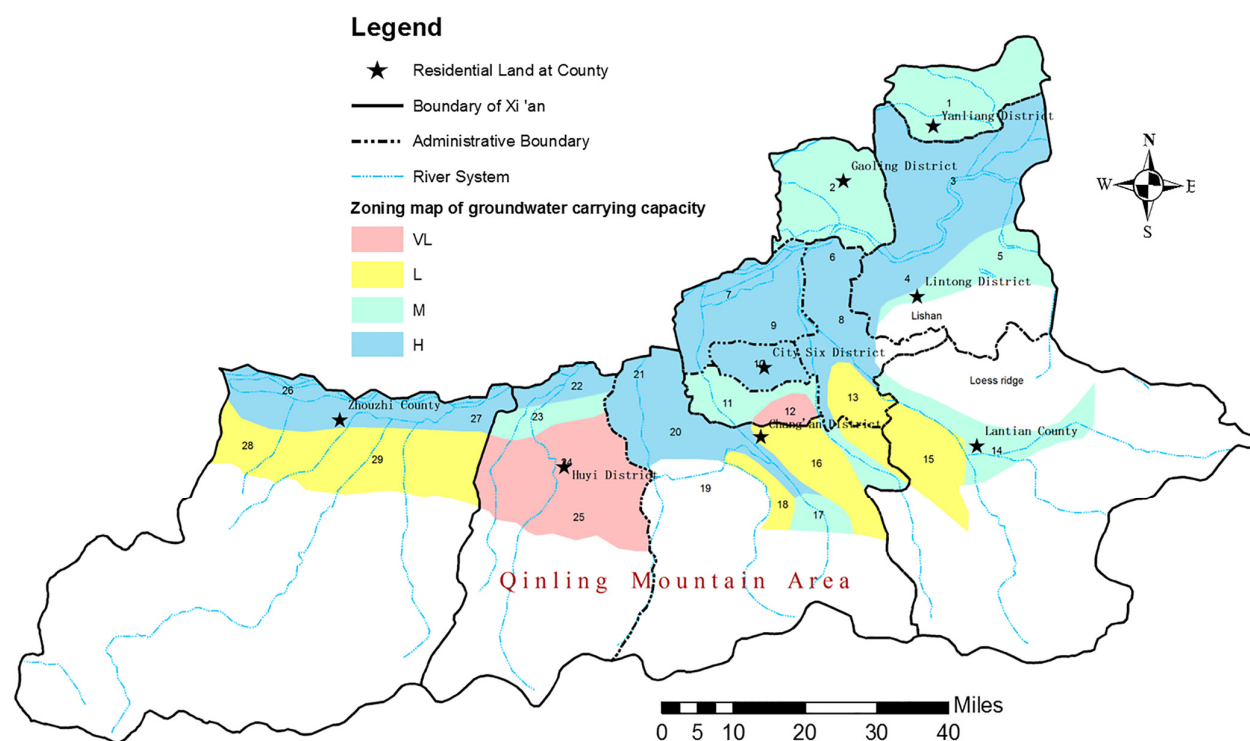 Legend
Residential Land at County
Boundary of Xi 'an
Administrative Boundary
River System
Zoning map of groundwater carrying capacity
VL
L
M
H
N
W E
S
1
Yanliang District
Gaoling District
2
3
5
6
4
Lintong District
7
8
Lishan
9
10
City Six District
Loess ridge
21
22
26
Zhouzhi County
27
23
11
12
13
Chang'an District
20
Lantian County
14
28
29
24
Huyi District
16
15
19
18
17
25
Qinling Mountain Area
Miles
0 5 10 20 30 40